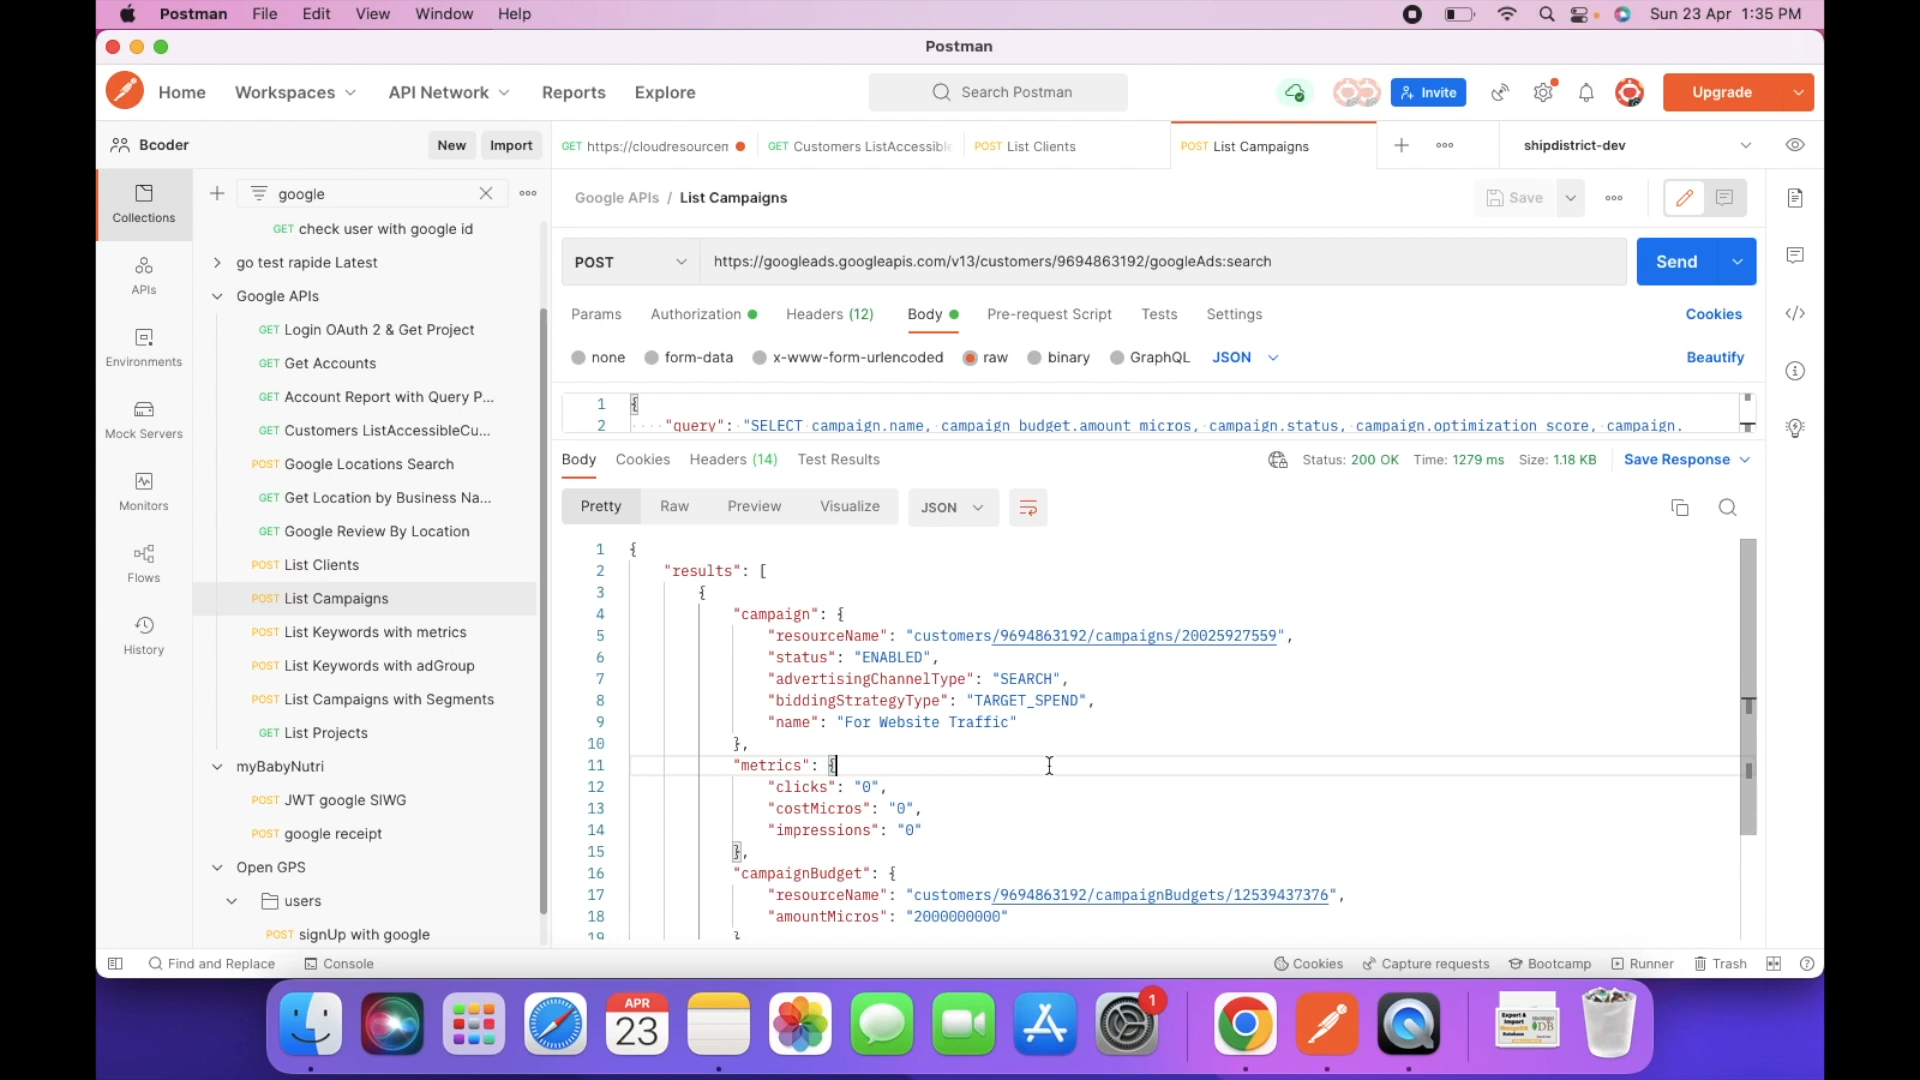 Postman File Edit View Window Help Sun 23 Apr 1:35 PM
Postman
Home Workspaces API Network Reports Explore Search Postman Invite Upgrade
Bcoder New Import GET https://cloudresourcem GET Customers ListAccessible POST List Clients POST List Campaigns shipdistrict-dev
google
Google APIs / List Campaigns Save
Collections
APIs
Environments
Mock Servers
Monitors
Flows
History
GET check user with google id
go test rapide Latest
Google APIs
GET Login OAuth 2 & Get Project
GET Get Accounts
GET Account Report with Query P...
GET Customers ListAccessibleCu...
POST Google Locations Search
GET Get Location by Business Na...
GET Google Review By Location
POST List Clients
POST List Campaigns
POST List Keywords with metrics
POST List Keywords with adGroup
POST List Campaigns with Segments
GET List Projects
myBabyNutri
POST JWT google SIWG
POST google receipt
Open GPS
users
POST signUp with google
POST https://googleads.googleapis.com/v13/customers/9694863192/googleAds:search Send
Params Authorization Headers (12) Body Pre-request Script Tests Settings Cookies
none form-data x-www-form-urlencoded raw binary GraphQL JSON Beautify
1 {
2 "query": "SELECT campaign.name, campaign_budget.amount_micros, campaign.status, campaign.optimization_score, campaign.
Body Cookies Headers (14) Test Results Status: 200 OK Time: 1279 ms Size: 1.18 KB Save Response
Pretty Raw Preview Visualize JSON
1 {
2 "results": [
3 {
4 "campaign": {
5 "resourceName": "customers/9694863192/campaigns/20025927559",
6 "status": "ENABLED",
7 "advertisingChannelType": "SEARCH",
8 "biddingStrategyType": "TARGET_SPEND",
9 "name": "For Website Traffic"
10 },
11 "metrics": {
12 "clicks": "0",
13 "costMicros": "0",
14 "impressions": "0"
15 },
16 "campaignBudget": {
17 "resourceName": "customers/9694863192/campaignBudgets/12539437376",
18 "amountMicros": "2000000000"
19 }
Find and Replace Console Cookies Capture requests Bootcamp Runner Trash
APR
23
1
Export &
Import
DB